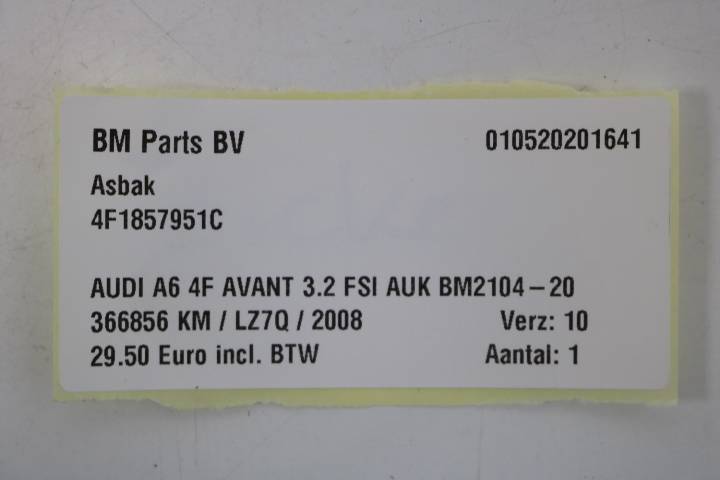 BM Parts BV 010520201641
Asbak
4F1857951C
AUDI A6 4F AVANT 3.2 FSI AUK BM2104-20
366856 KM / LZ7Q / 2008 Verz: 10
29.50 Euro incl. BTW Aantal: 1